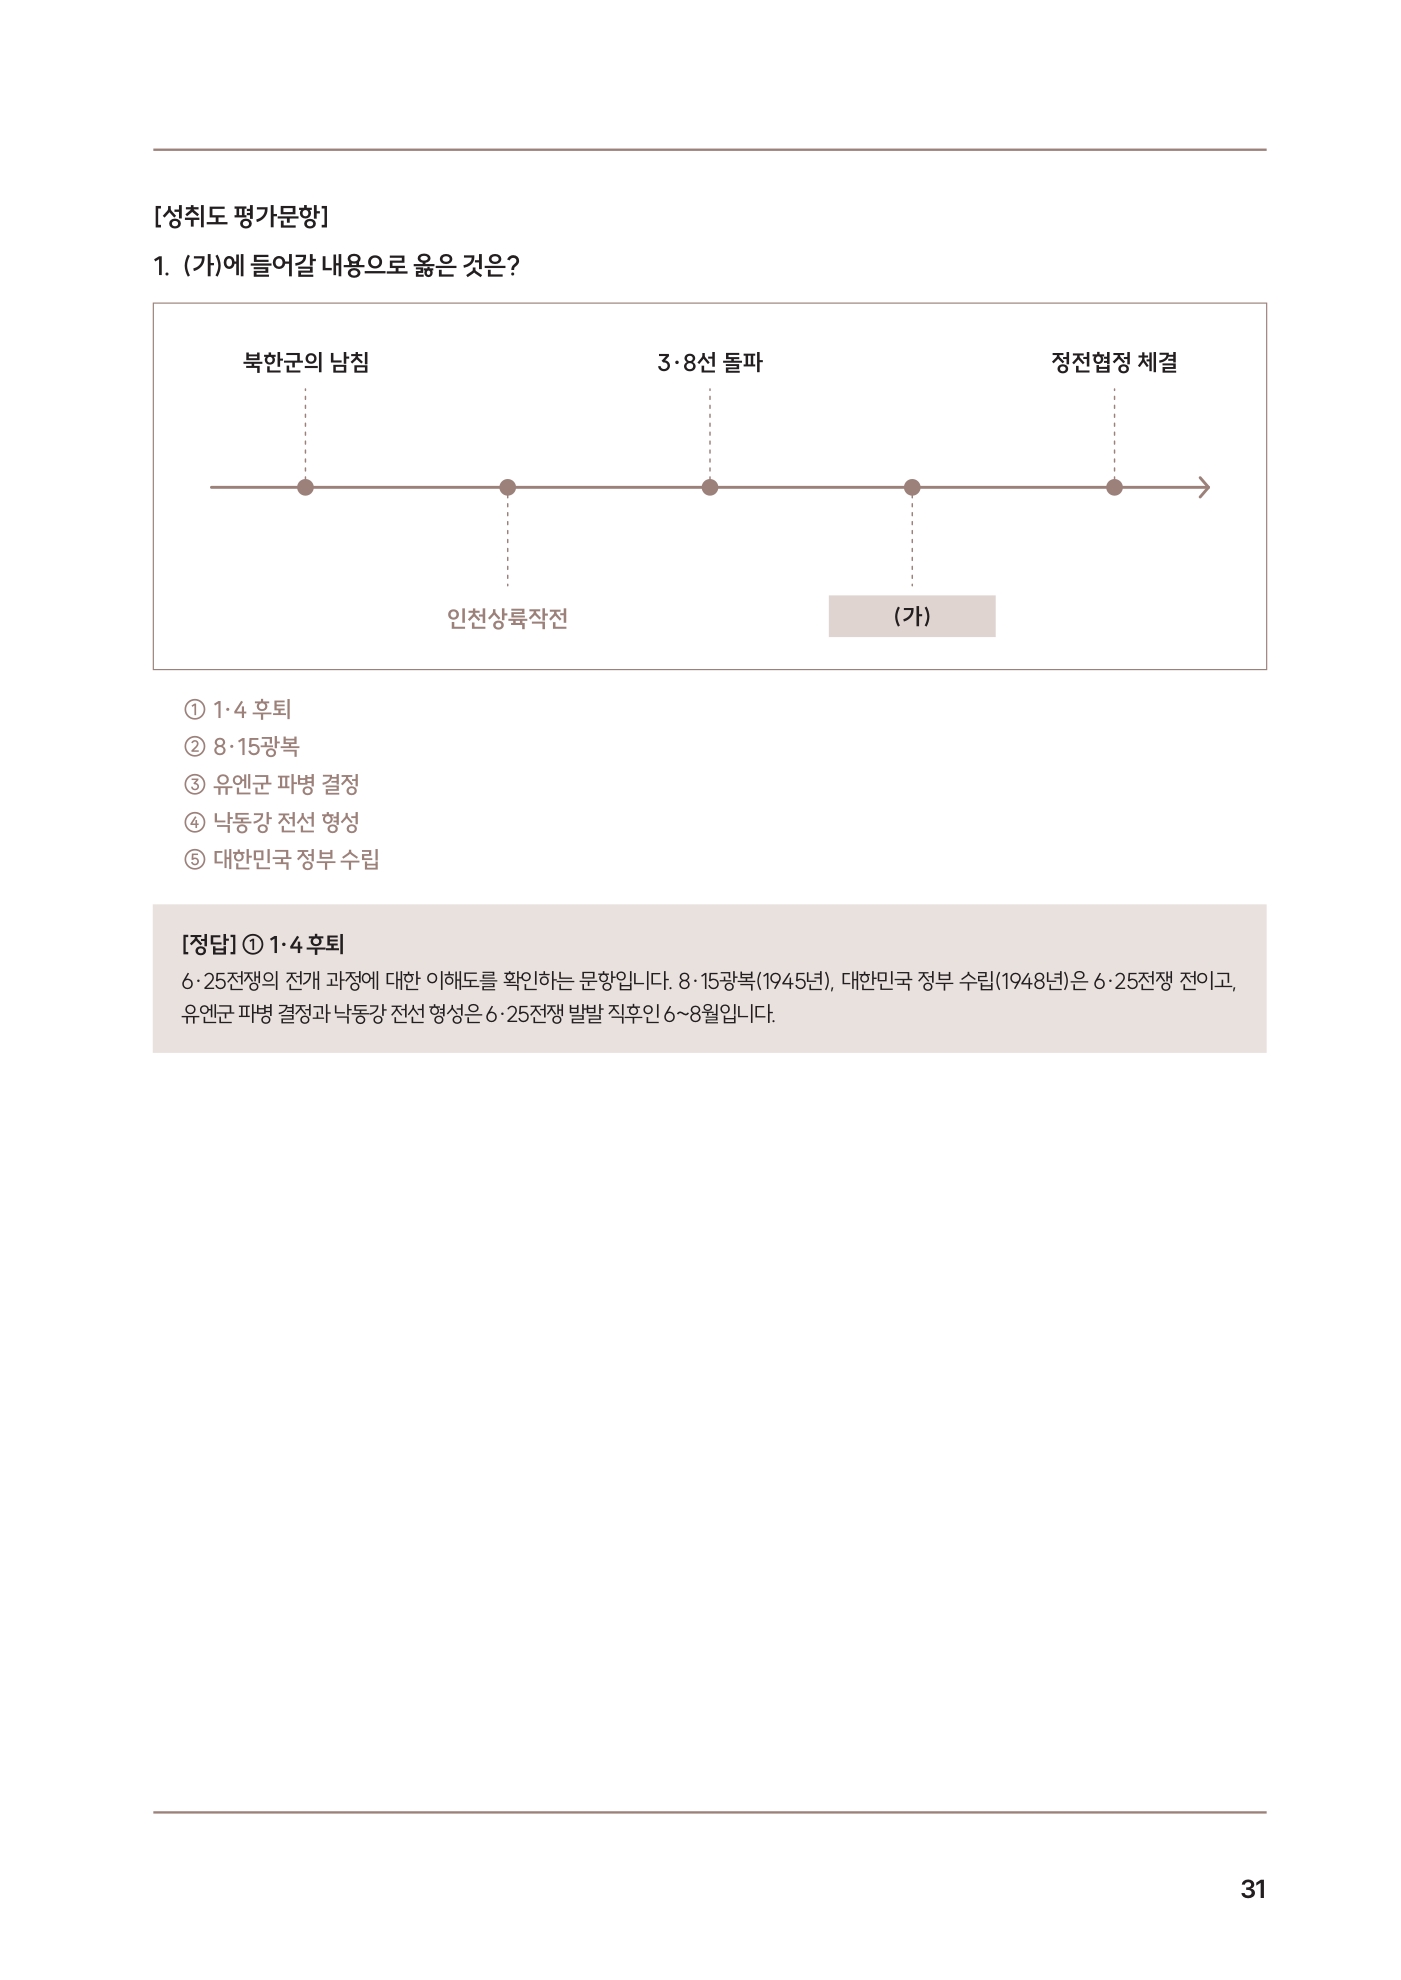 [성취도 평가문항]
1. (가)에 들어갈 내용으로 옳은 것은?
북한군의 남침
3·8선 돌파
정전협정 체결
인천상륙작전
(가)
① 1·4 후퇴
② 8·15광복
③ 유엔군 파병 결정
④ 낙동강 전선 형성
⑤ 대한민국 정부 수립
[정답] ① 1·4 후퇴
6·25전쟁의 전개 과정에 대한 이해도를 확인하는 문항입니다. 8·15광복(1945년), 대한민국 정부 수립(1948년)은 6·25전쟁 전이고,
유엔군 파병 결정과 낙동강 전선 형성은 6·25전쟁 발발 직후인 6~8월입니다.
31